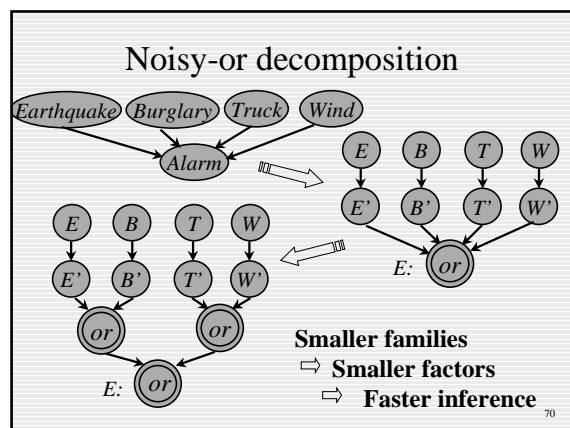 Noisy-or decomposition
Earthquake Burglary Truck Wind
Alarm
E B T W
E' B' T' W'
E: or
E B T W
E' B' T' W'
or or
E: or
Smaller families
⇨ Smaller factors
⇨ Faster inference
70